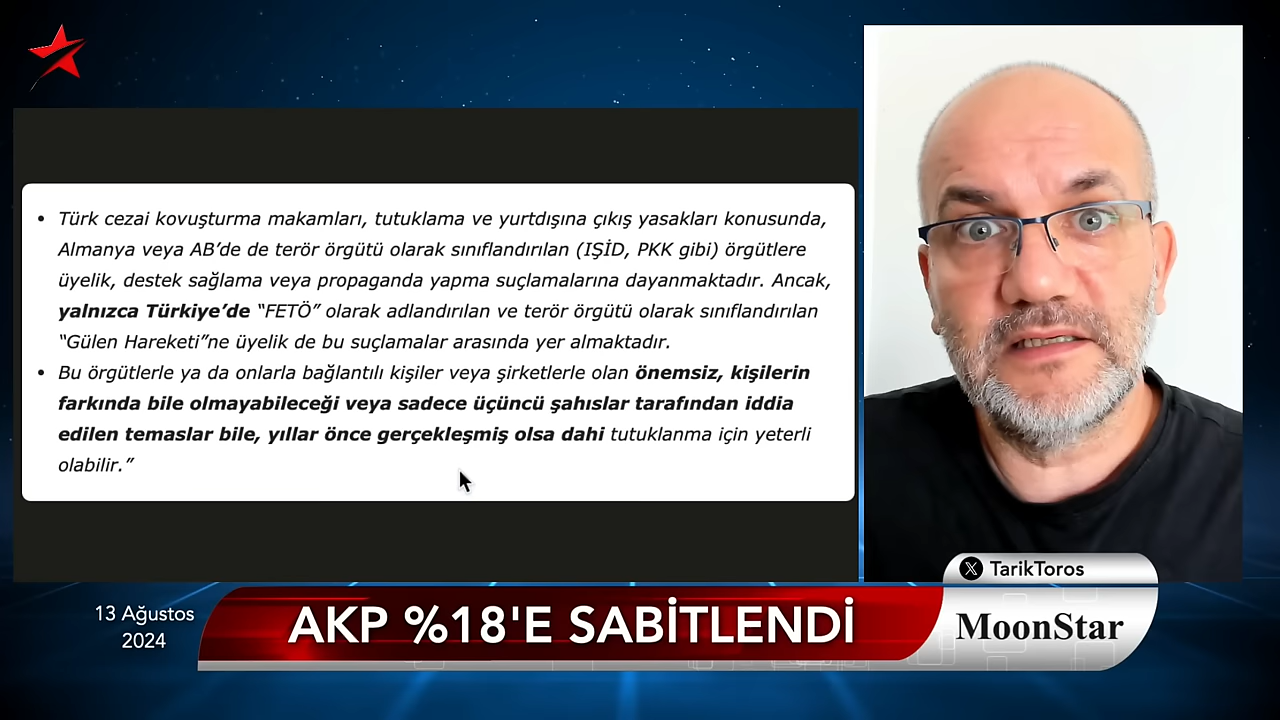 • Türk cezai kovuşturma makamları, tutuklama ve yurtdışına çıkış yasakları konusunda,
Almanya veya AB’de de terör örgütü olarak sınıflandırılan (IŞİD, PKK gibi) örgütlere
üyelik, destek sağlama veya propaganda yapma suçlamalarına dayanmaktadır. Ancak,
yalnızca Türkiye’de “FETÖ” olarak adlandırılan ve terör örgütü olarak sınıflandırılan
“Gülen Hareketi”ne üyelik de bu suçlamalar arasında yer almaktadır.
• Bu örgütlerle ya da onlarla bağlantılı kişiler veya şirketlerle olan önemsiz, kişilerin
farkında bile olmayabileceği veya sadece üçüncü şahıslar tarafından iddia
edilen temaslar bile, yıllar önce gerçekleşmiş olsa dahi tutuklanma için yeterli
olabilir.”
X TarikToros
13 Ağustos
2024
AKP %18'E SABİTLENDİ
MoonStar